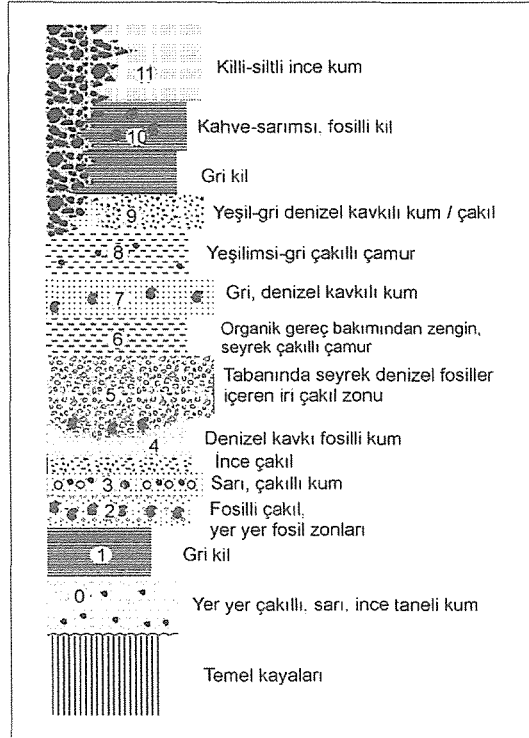 11 Killi-siltli ince kum
10 Kahve-sarımsı, fosilli kil
Gri kil
9 Yeşil-gri denizel kavkılı kum / çakıl
8 Yeşilimsi-gri çakıllı çamur
7 Gri, denizel kavkılı kum
6 Organik gereç bakımından zengin,
seyrek çakıllı çamur
5 Tabanında seyrek denizel fosiller
içeren iri çakıl zonu
4 Denizel kavkı fosilli kum
İnce çakıl
3 Sarı, çakıllı kum
2 Fosilli çakıl,
yer yer fosil zonları
1 Gri kil
0 Yer yer çakıllı, sarı, ince taneli kum
Temel kayaları